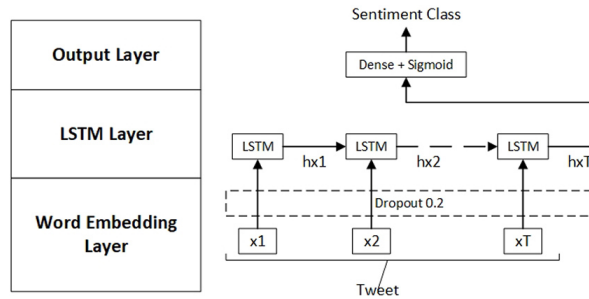 Output Layer
LSTM Layer
Word Embedding
Layer
Sentiment Class
Dense + Sigmoid
LSTM
LSTM
LSTM
hx1
hx2
hxT
Dropout 0.2
x1
x2
xT
Tweet